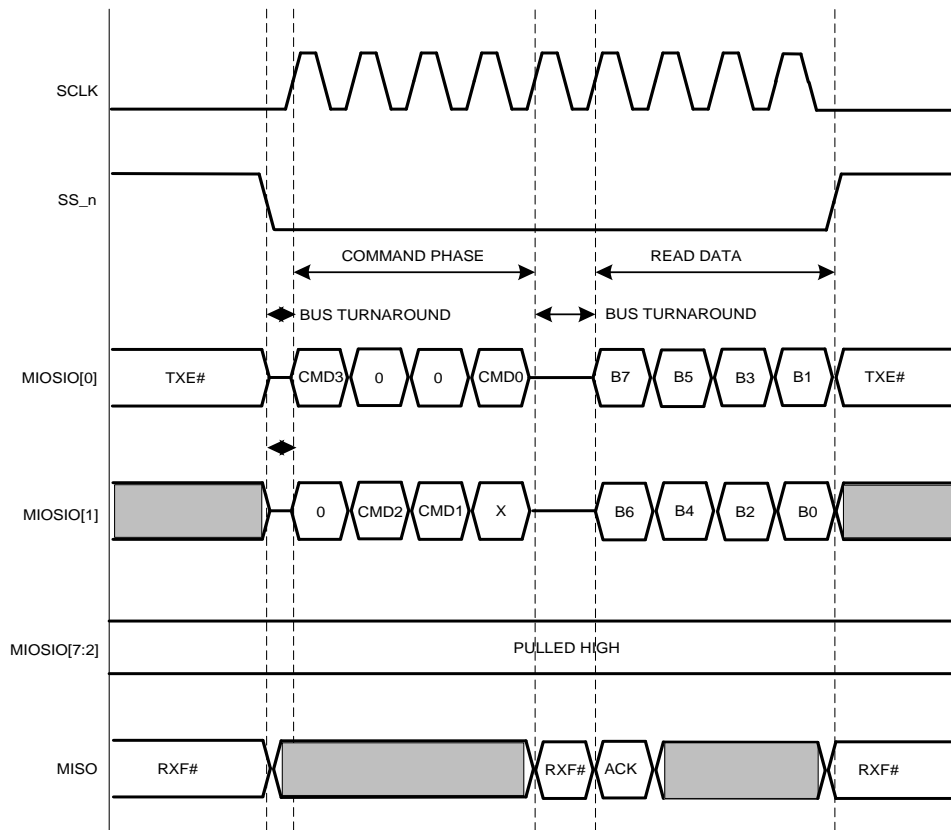 SCLK
SS_n
COMMAND PHASE READ DATA
BUS TURNAROUND BUS TURNAROUND
MIOSIO[0] TXE# CMD3 0 0 CMD0 B7 B5 B3 B1 TXE#
MIOSIO[1] 0 CMD2 CMD1 X B6 B4 B2 B0
MIOSIO[7:2] PULLED HIGH
MISO RXF# RXF# ACK RXF#